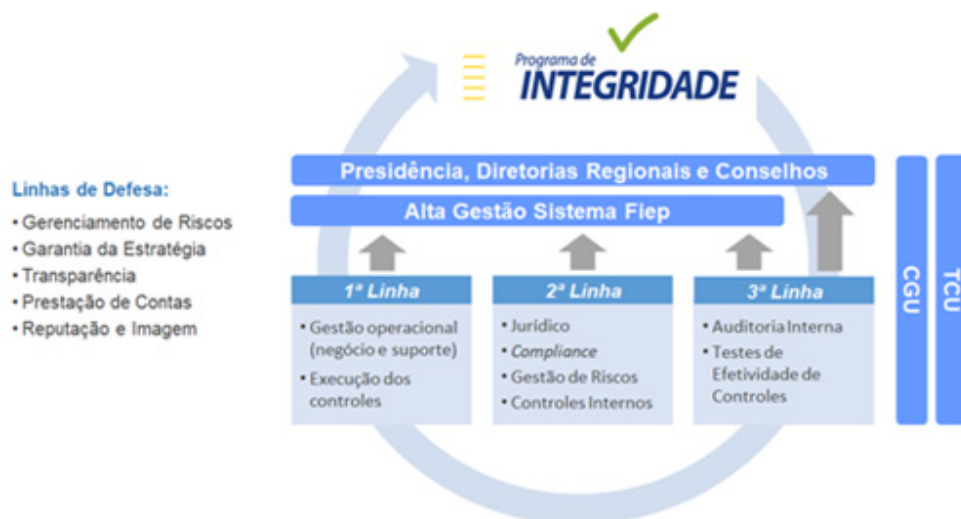 Programa de
INTEGRIDADE
Presidência, Diretorias Regionais e Conselhos
Alta Gestão Sistema Fiep
Linhas de Defesa:
• Gerenciamento de Riscos
• Garantia da Estratégia
• Transparência
• Prestação de Contas
• Reputação e Imagem
1ª Linha
• Gestão operacional
(negócio e suporte)
• Execução dos
controles
2ª Linha
• Jurídico
• Compliance
• Gestão de Riscos
• Controles Internos
3ª Linha
• Auditoria Interna
• Testes de
Efetividade de
Controles
CGU
TCU